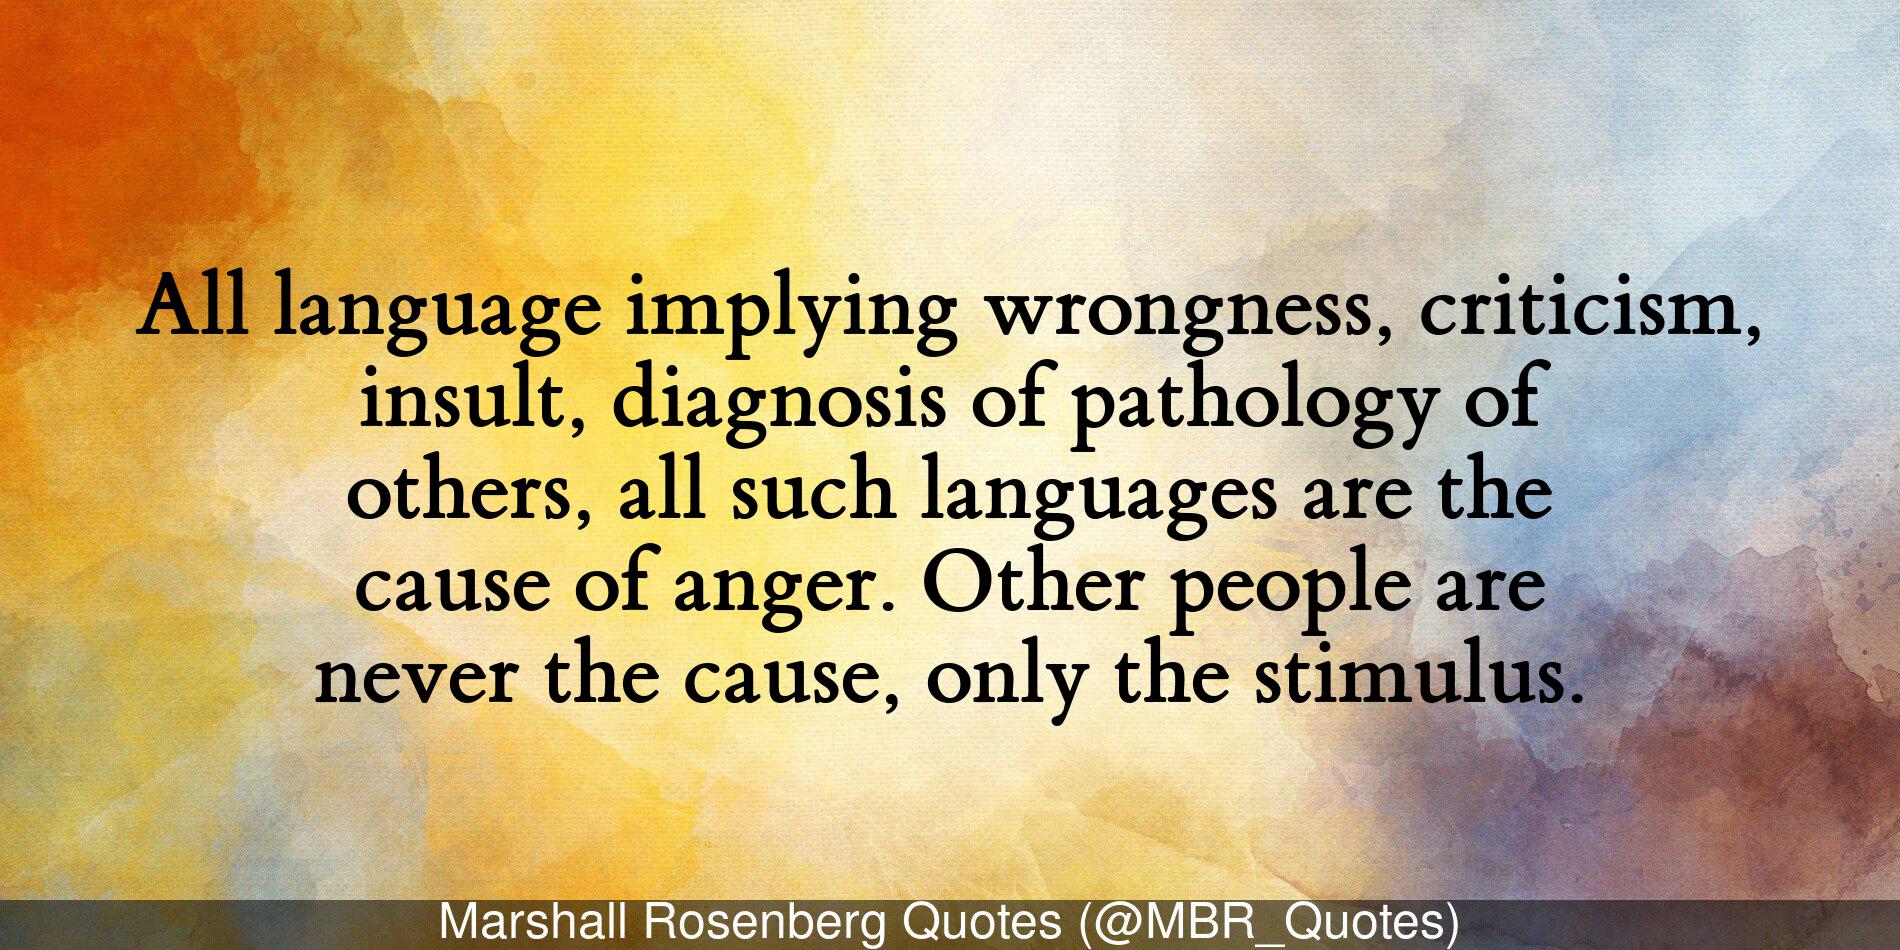 All language implying wrongness, criticism,
insult, diagnosis of pathology of
others, all such languages are the
cause of anger. Other people are
never the cause, only the stimulus.
Marshall Rosenberg Quotes (@MBR_Quotes)